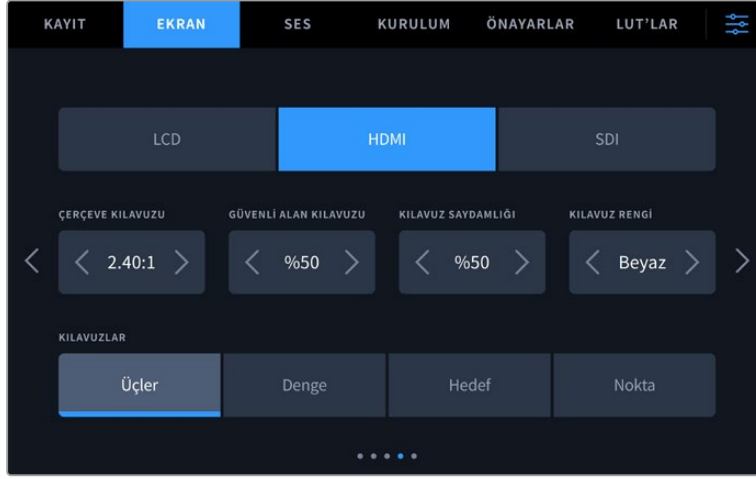 KAYIT EKRAN SES KURULUM ÖNAYARLAR LUT’LAR
LCD HDMI SDI
ÇERÇEVE KILAVUZU GÜVENLİ ALAN KILAVUZU KILAVUZ SAYDAMLIĞI KILAVUZ RENGİ
2.40:1 %50 %50 Beyaz
KILAVUZLAR
Üçler Denge Hedef Nokta